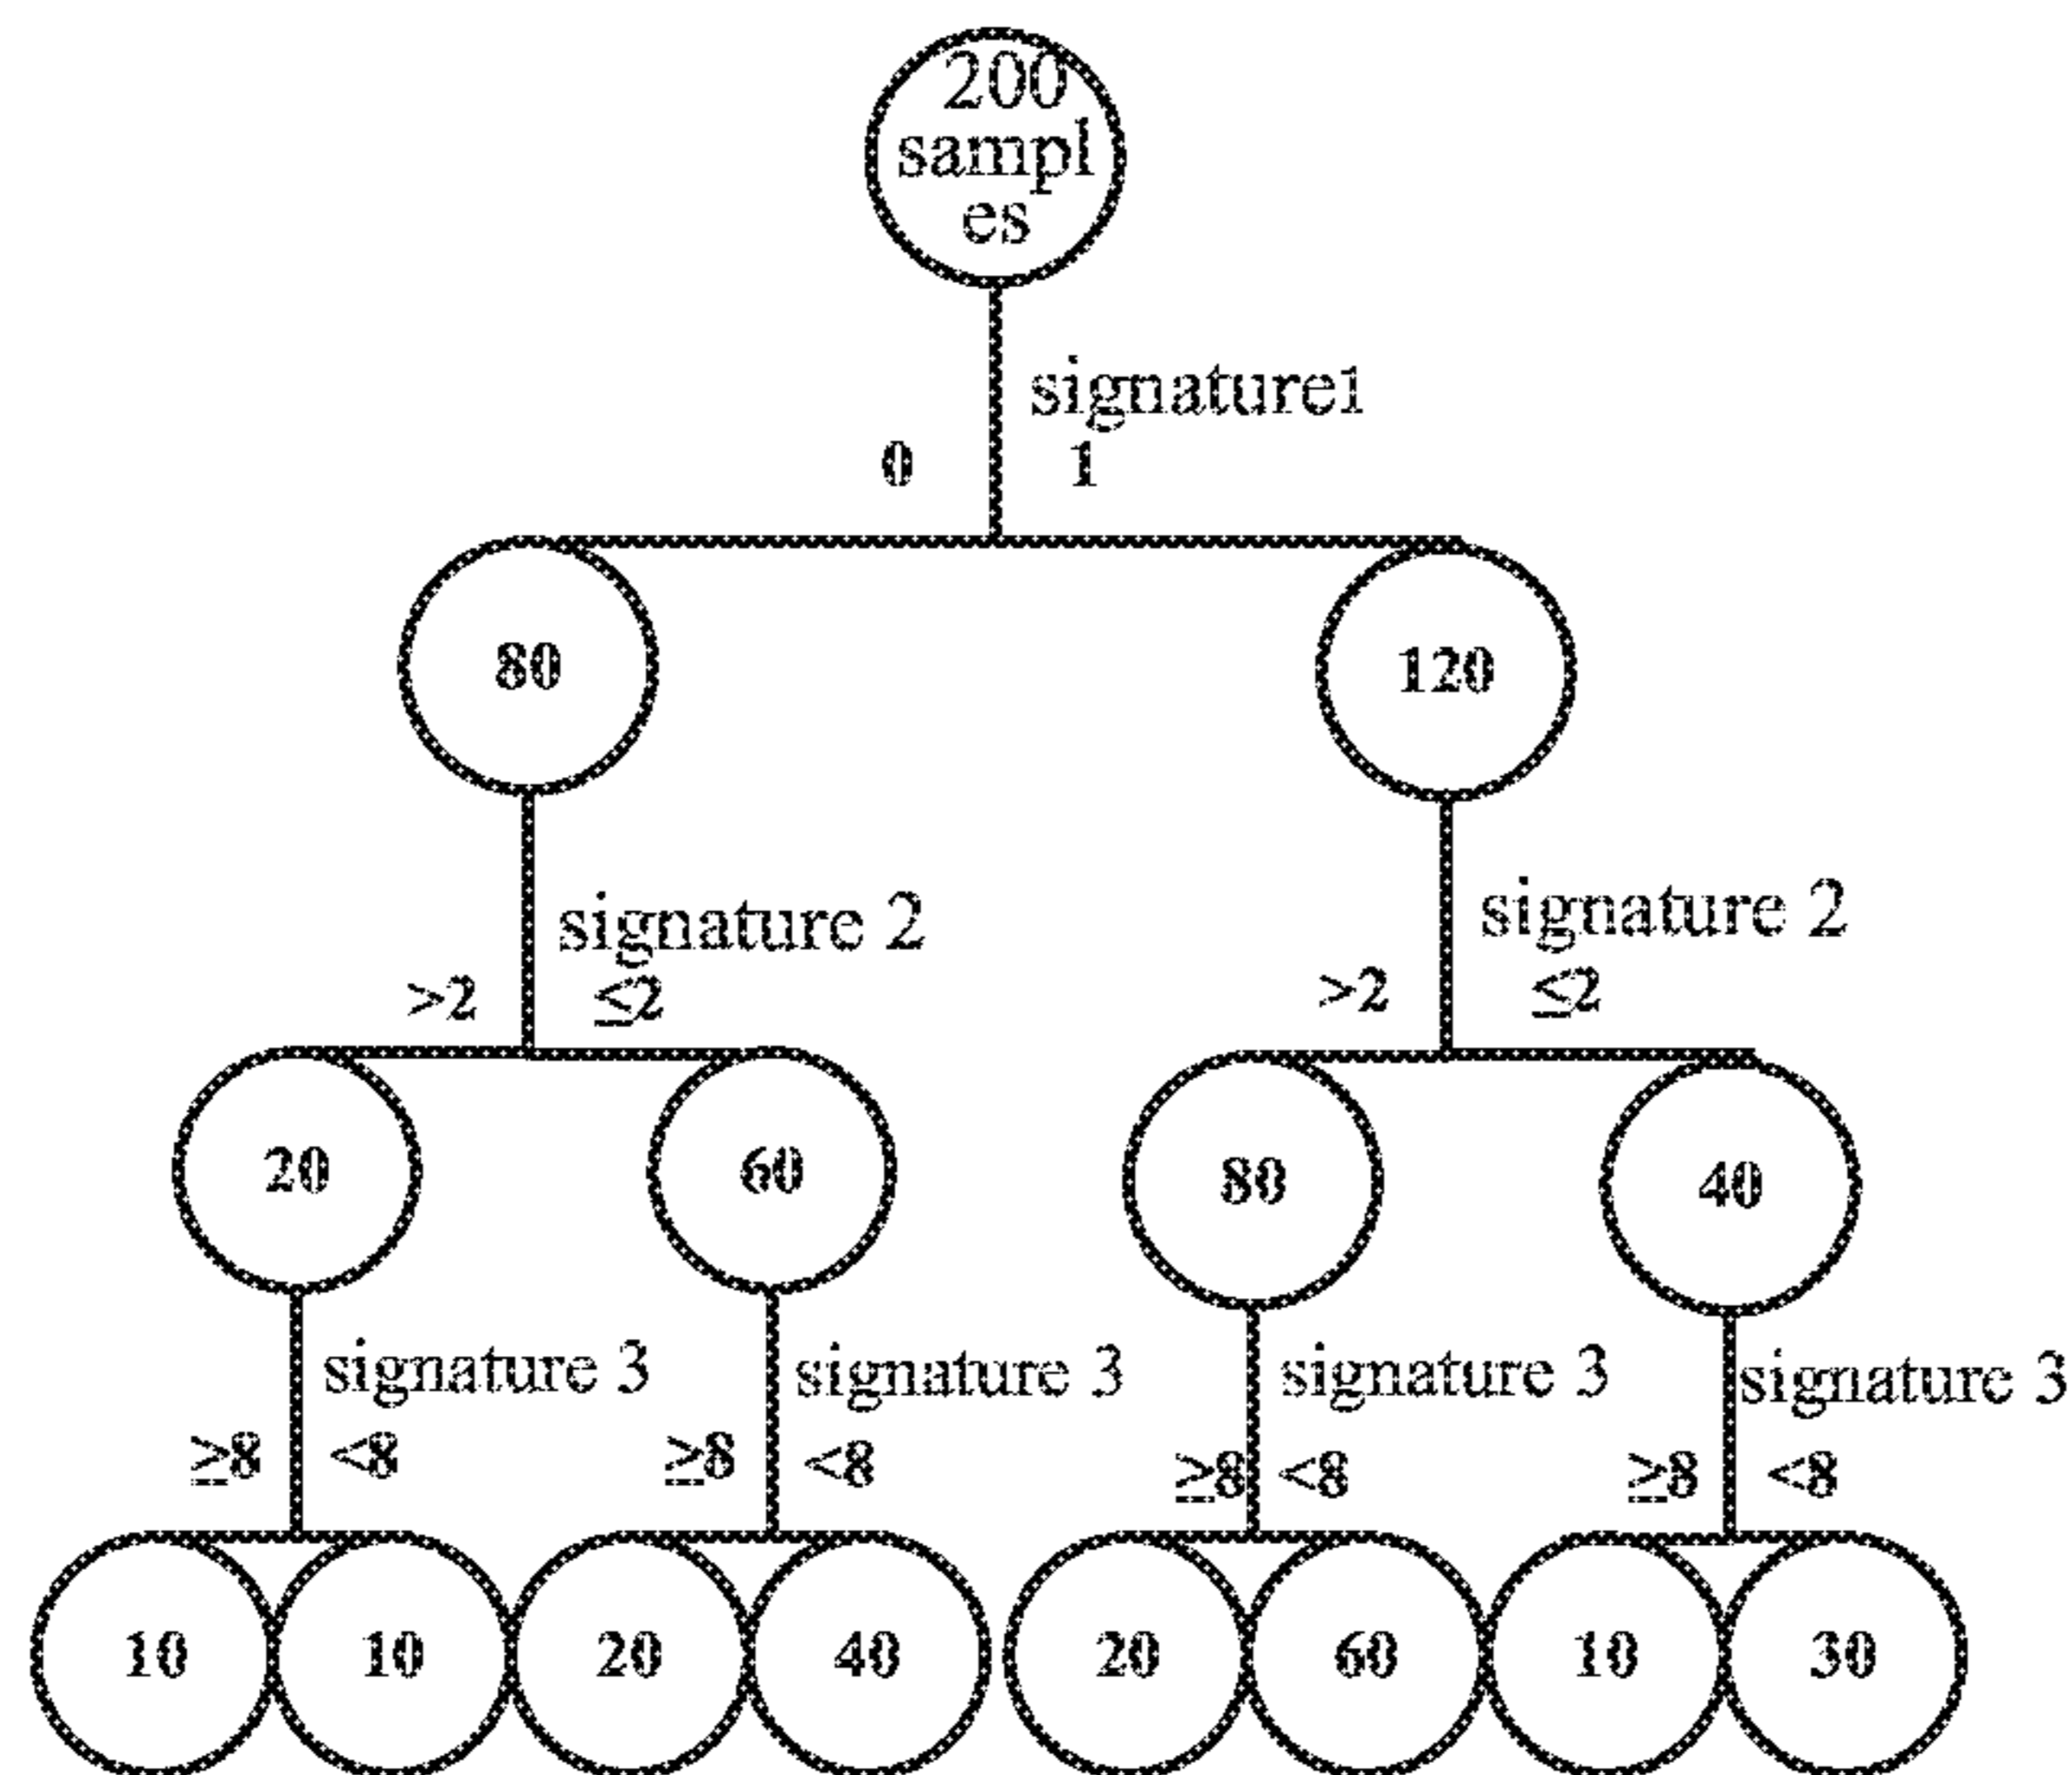 200
sampl
es
signature1
0 1
80 120
signature 2 signature 2
>2 ≤2 >2 ≤2
20 60 80 40
signature 3 signature 3 signature 3 signature 3
≥8 <8 ≥8 <8 ≥8 <8 ≥8 <8
10 10 20 40 20 60 10 30